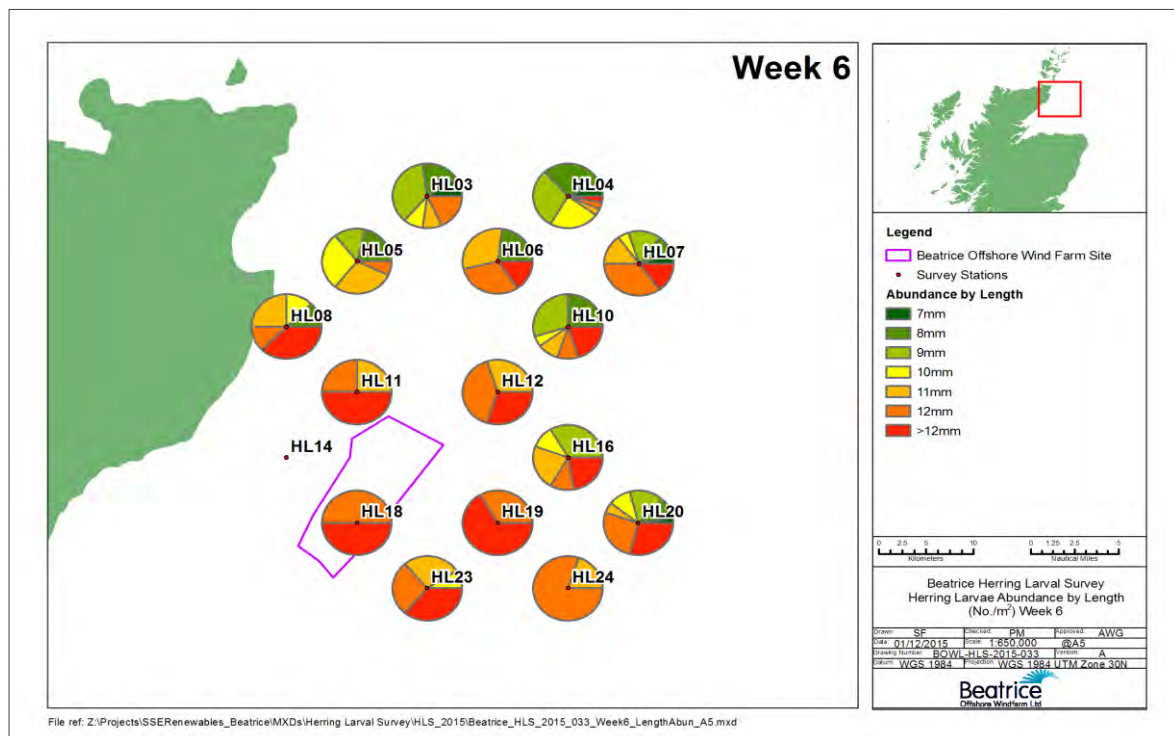 Week 6
HL03
HL04
HL05
HL06
HL07
HL08
HL10
HL11
HL12
HL14
HL16
HL18
HL19
HL20
HL23
HL24
Legend
Beatrice Offshore Wind Farm Site
Survey Stations
Abundance by Length
7mm
8mm
9mm
10mm
11mm
12mm
>12mm
0 2.5 5 10
Kilometers
0 1.25 2.5 5
Nautical Miles
Beatrice Herring Larval Survey
Herring Larvae Abundance by Length
(No./m²) Week 6
Drawn: SF Checked: PM Approved: AWG
Date: 01/12/2015 Scale: 1:650,000 @A5
Drawing Number: BOWL-HLS-2015-033 Version: A
Datum: WGS 1984 Projection: WGS 1984 UTM Zone 30N
Beatrice
Offshore Windfarm Ltd
File ref: Z:\Projects\SSERenewables_Beatrice\MXDs\Herring Larval Survey\HLS_2015\Beatrice_HLS_2015_033_Week6_LengthAbun_A5.mxd